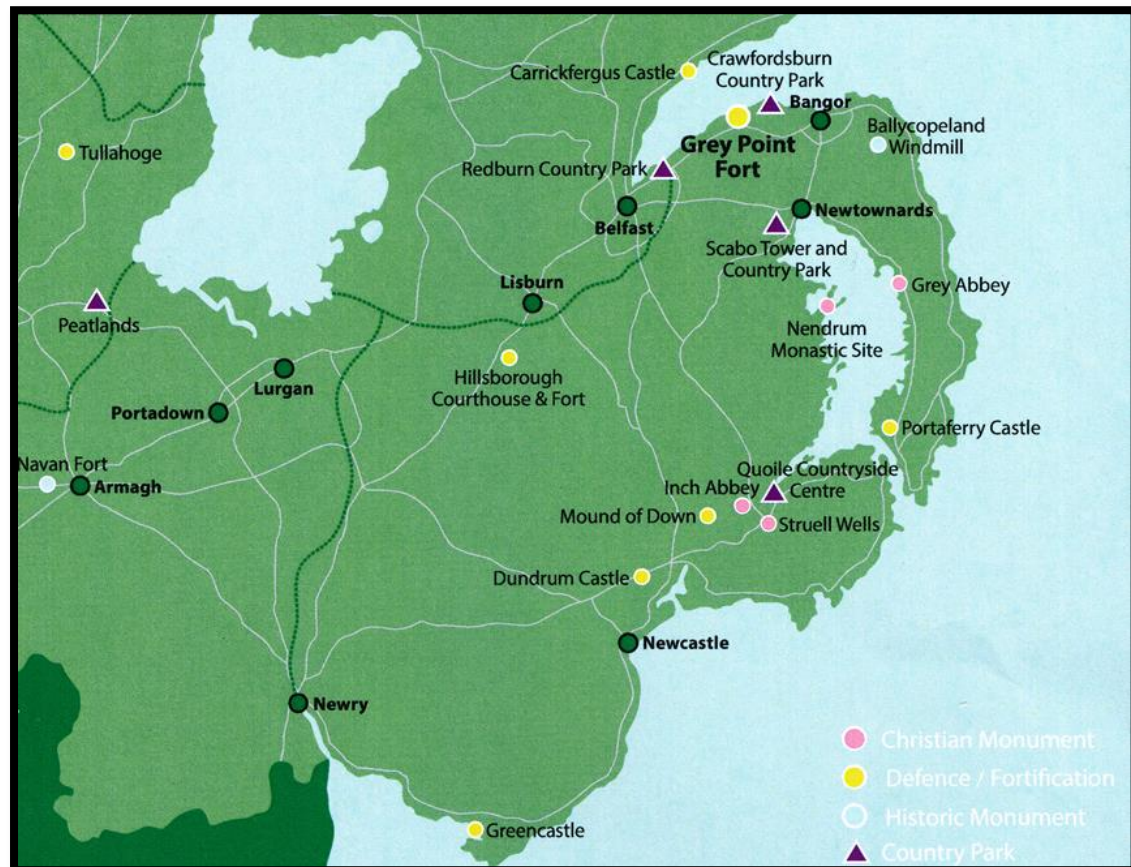 Carrickfergus Castle
Crawfordsburn
Country Park
Bangor
Grey Point
Fort
Ballycopeland
Windmill
Tullahoge
Redburn Country Park
Belfast
Newtownards
Scabo Tower and
Country Park
Lisburn
Grey Abbey
Peatlands
Nendrum
Monastic Site
Hillsborough
Courthouse & Fort
Lurgan
Portadown
Portaferry Castle
Navan Fort
Armagh
Quoile Countryside
Centre
Inch Abbey
Mound of Down
Struell Wells
Dundrum Castle
Newcastle
Newry
Greencastle
Christian Monument
Defence / Fortification
Historic Monument
Country Park